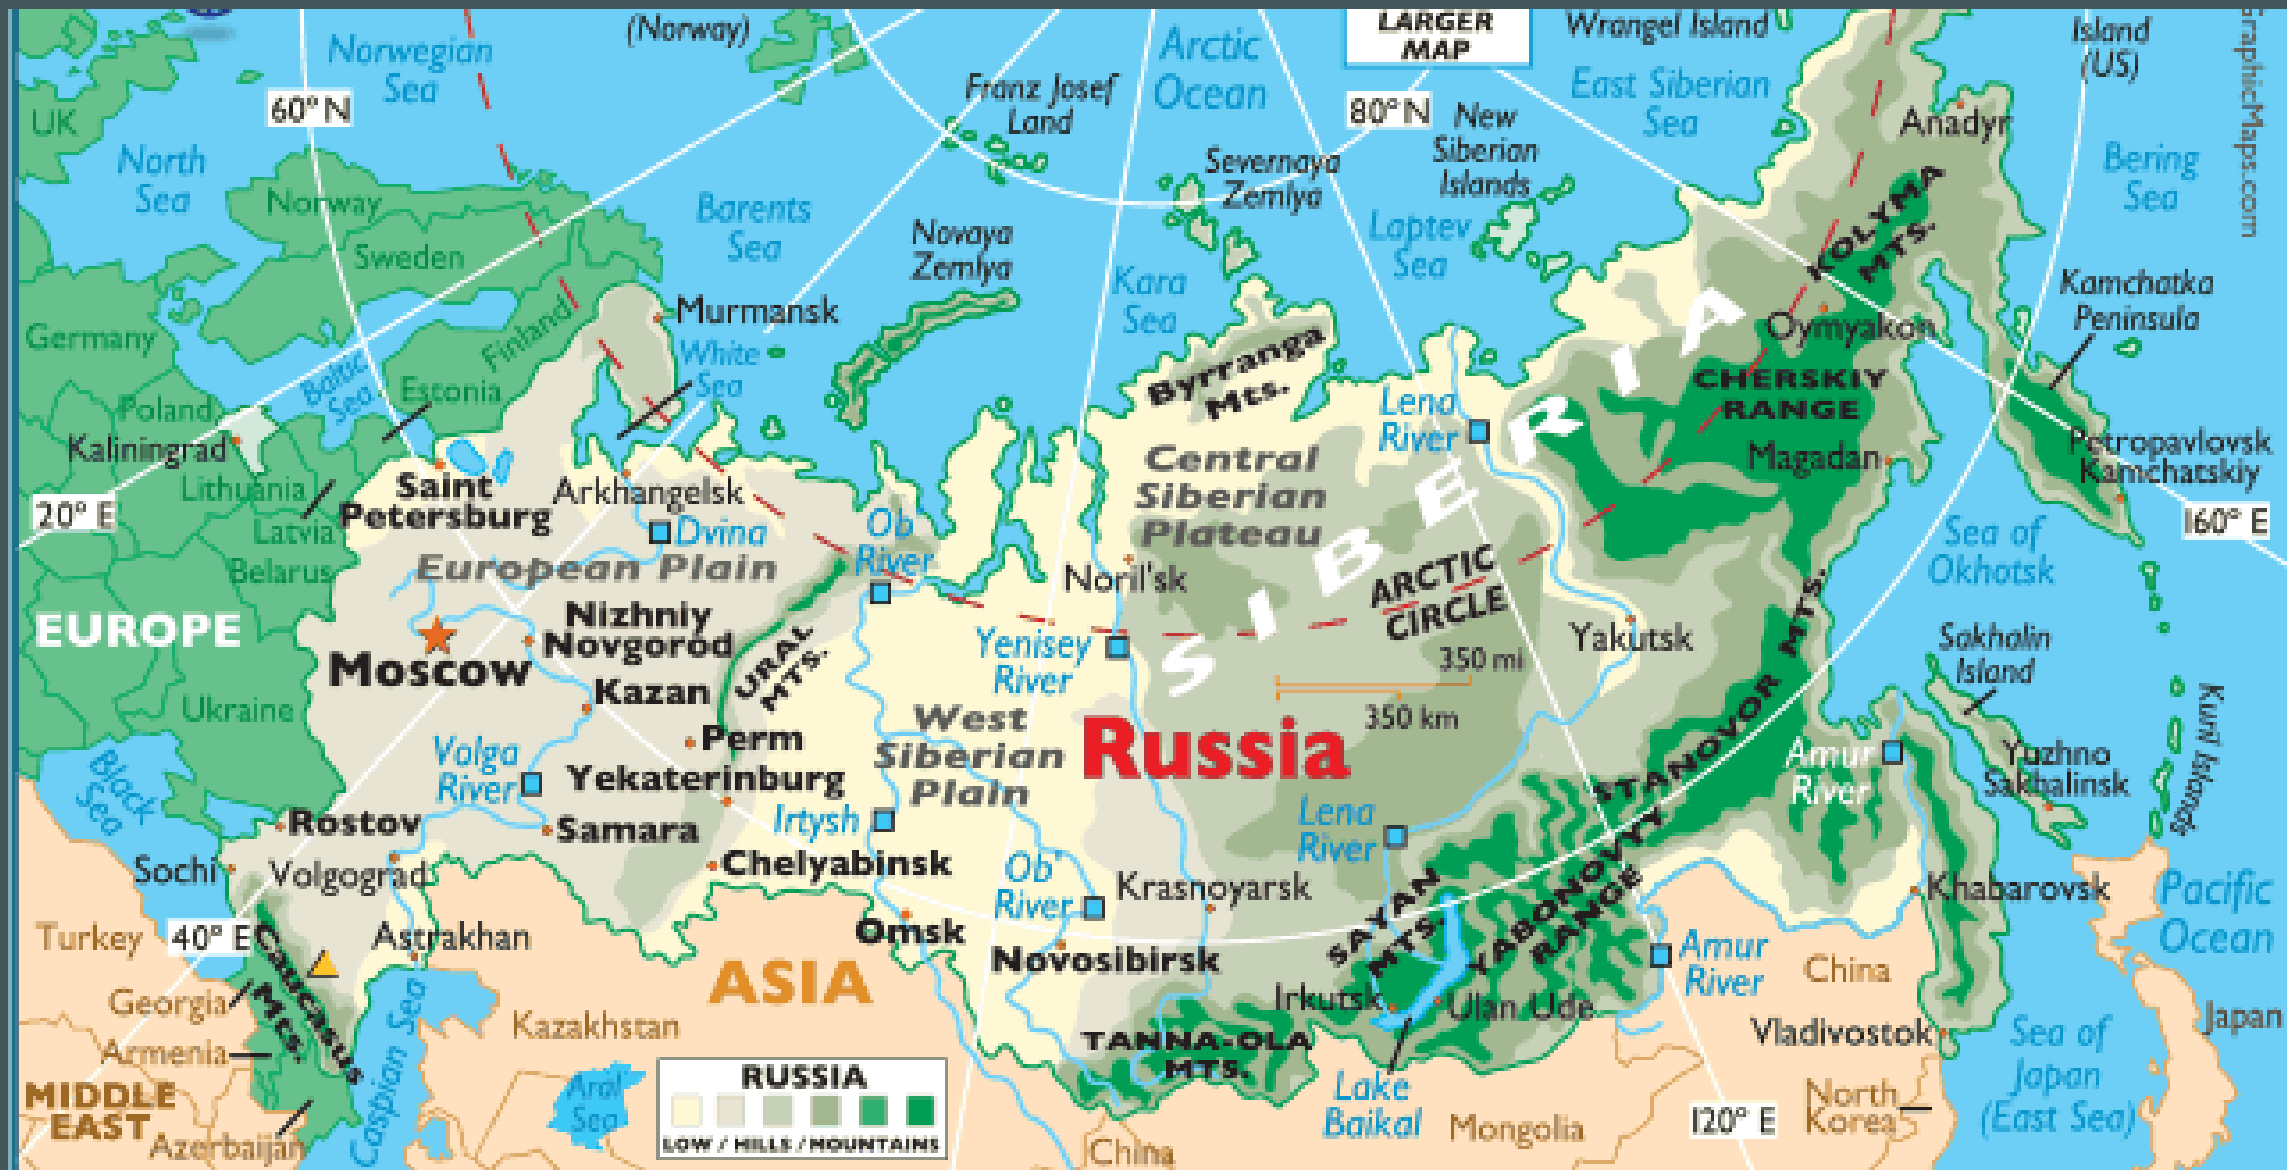 (Norway)
LARGER
MAP
Wrangel Island
Island
(US)
GraphicMaps.com
Norwegian
Sea
Arctic
Ocean
Franz Josef
Land
East Siberian
Sea
60° N
80° N
New
Siberian
Islands
Anadyr
UK
North
Sea
Severnaya
Zemlya
Bering
Sea
Norway
Sweden
Barents
Sea
Novaya
Zemlya
Laptev
Sea
KOLYMA
MTS.
Kara
Sea
Kamchatka
Peninsula
Germany
Finland
Murmansk
White
Sea
Oymyakon
Byrranga
Mts.
CHERSKIY
RANGE
Baltic
Sea
Estonia
Poland
Kaliningrad
Lena
River
SIBERIA
Magadan
Petropavlovsk
Kamchatskiy
Lithuania
Latvia
Belarus
20° E
Saint
Petersburg
Arkhangelsk
Dvina
Central
Siberian
Plateau
160° E
Ob'
River
Sea of
Okhotsk
European Plain
Noril'sk
ARCTIC
CIRCLE
EUROPE
Nizhniy
Novgorod
Moscow
Yenisey
River
Yakutsk
Sakhalin
Island
350 mi
350 km
Kazan
URAL
MTS.
Ukraine
Perm
West
Siberian
Plain
Russia
STANOVOR MTS.
Kuril Islands
Black
Sea
Volga
River
Yekaterinburg
Amur
River
Yuzhno
Sakhalinsk
Rostov
Samara
Irtysh
Lena
River
Sochi
Volgograd
Chelyabinsk
Ob'
River
Krasnoyarsk
SAYAN
MTS.
YABONOVYY
RANGE
Khabarovsk
Pacific
Ocean
Turkey
40° E
Astrakhan
Omsk
Novosibirsk
Amur
River
China
Caucasus
Mts.
ASIA
Georgia
Irkutsk
Ulan Ude
Kazakhstan
Japan
Armenia
Caspian Sea
TANNA-OLA
MTS.
Vladivostok
Sea of
Japan
(East Sea)
MIDDLE
EAST
Aral
Sea
RUSSIA
LOW / HILLS / MOUNTAINS
Lake
Baikal
Mongolia
120° E
North
Korea
Azerbaijan
China